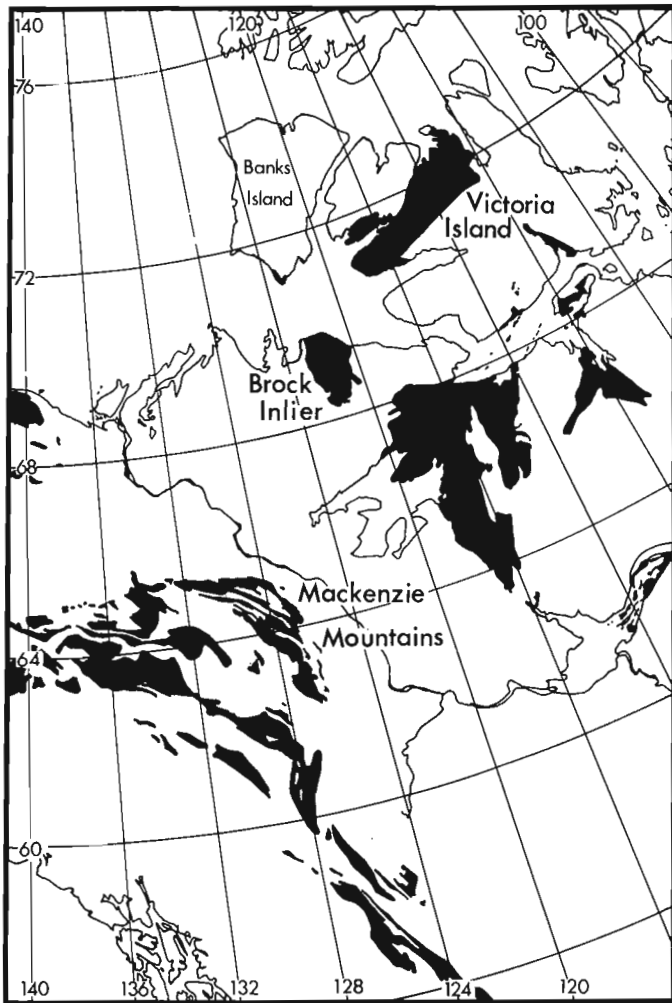 140
120
100
76
Banks
Island
Victoria
Island
72
Brock
Inlier
68
Mackenzie
Mountains
64
60
140
136
132
128
124
120